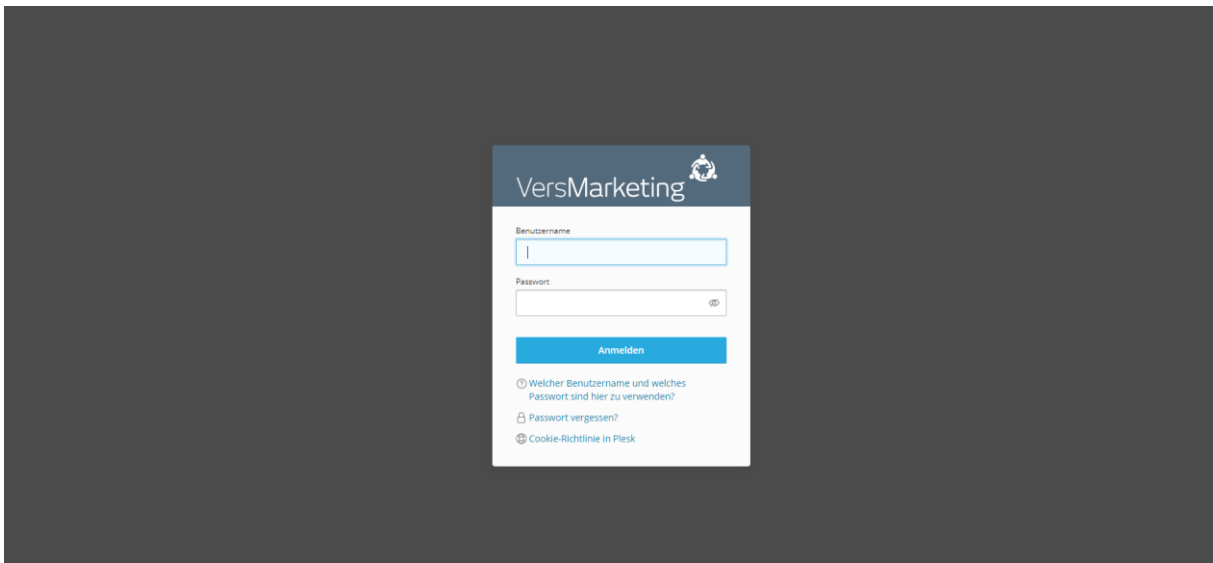 VersMarketing
Benutzername
Passwort
Anmelden
Welcher Benutzername und welches
Passwort sind hier zu verwenden?
Passwort vergessen?
Cookie-Richtlinie in Plesk